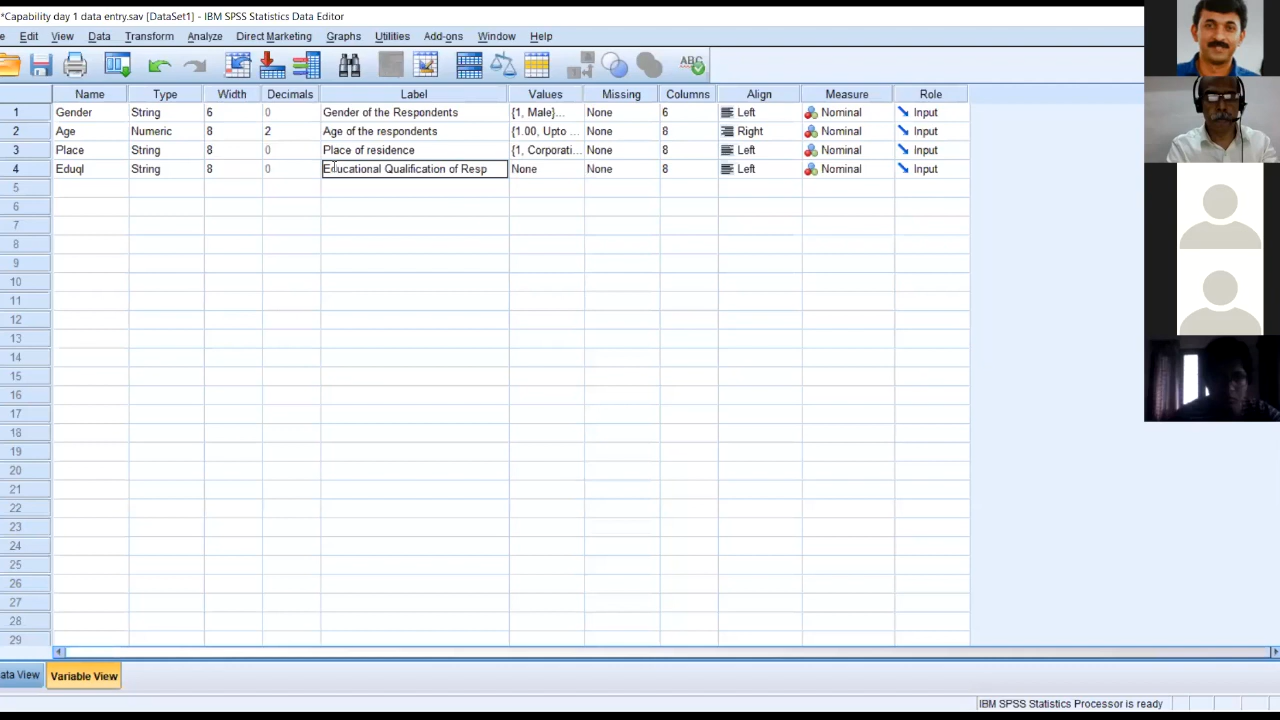 *Capability day 1 data entry.sav [DataSet1] - IBM SPSS Statistics Data Editor
e Edit View Data Transform Analyze Direct Marketing Graphs Utilities Add-ons Window Help
ABC
Name Type Width Decimals Label Values Missing Columns Align Measure Role
1 Gender String 6 0 Gender of the Respondents {1, Male}... None 6 Left Nominal Input
2 Age Numeric 8 2 Age of the respondents {1.00, Upto ... None 8 Right Nominal Input
3 Place String 8 0 Place of residence {1, Corporati... None 8 Left Nominal Input
4 Eduql String 8 0 Educational Qualification of Resp None None 8 Left Nominal Input
5
6
7
8
9
10
11
12
13
14
15
16
17
18
19
20
21
22
23
24
25
26
27
28
29
ata View Variable View
IBM SPSS Statistics Processor is ready